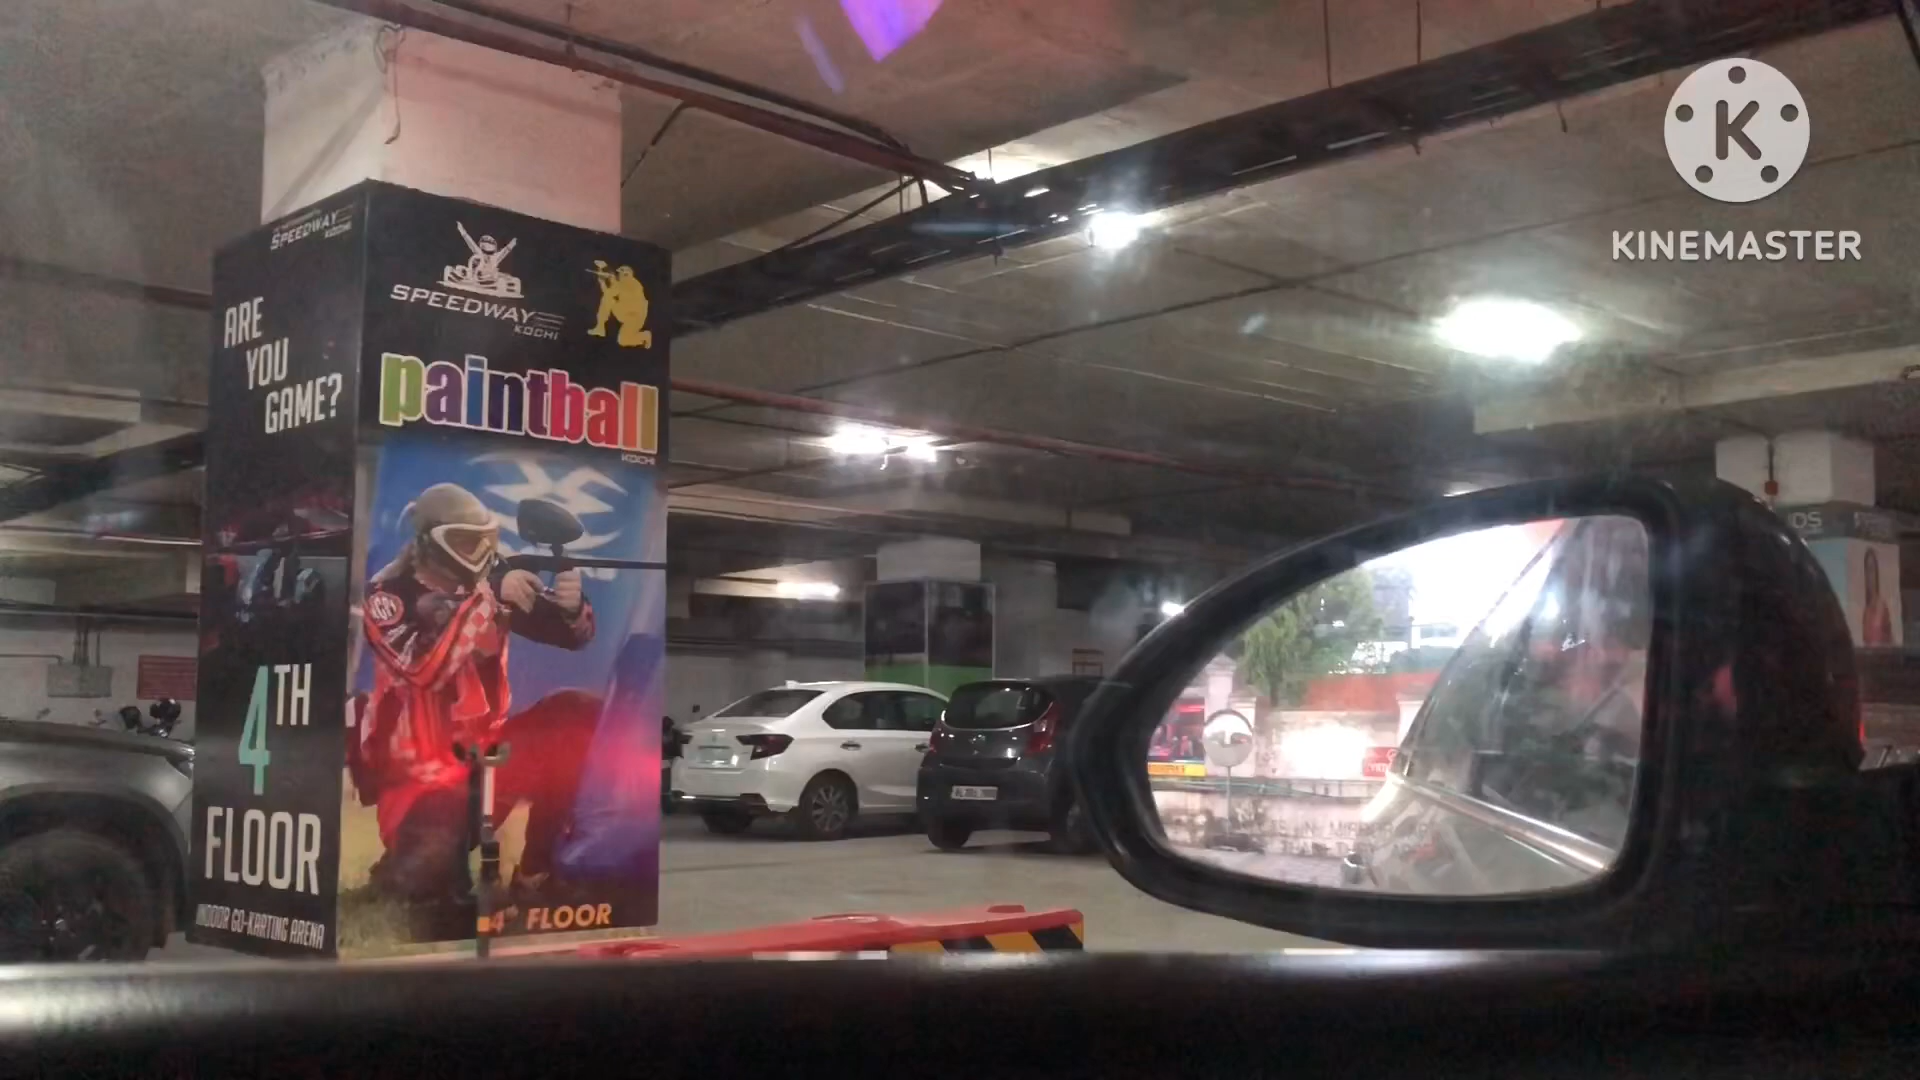 SPEEDWAY
KOCHI
ARE
YOU
GAME?
4TH
FLOOR
INDOOR GO-KARTING ARENA
SPEEDWAY
KOCHI
paintball
KOCHI
4th FLOOR
KINEMASTER